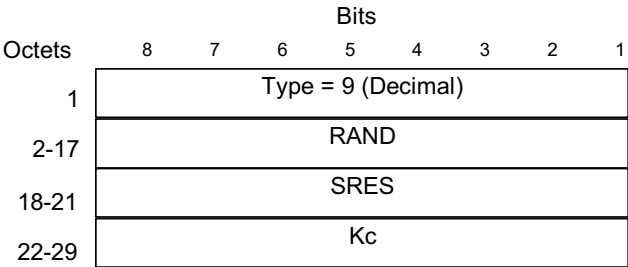 Bits
Octets 8 7 6 5 4 3 2 1
1 Type = 9 (Decimal)
2-17 RAND
18-21 SRES
22-29 Kc